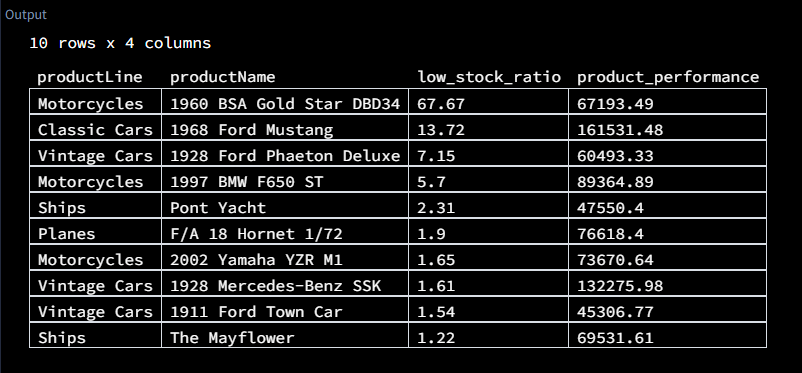 Output
10 rows x 4 columns
productLine productName low_stock_ratio product_performance
Motorcycles 1960 BSA Gold Star DBD34 67.67 67193.49
Classic Cars 1968 Ford Mustang 13.72 161531.48
Vintage Cars 1928 Ford Phaeton Deluxe 7.15 60493.33
Motorcycles 1997 BMW F650 ST 5.7 89364.89
Ships Pont Yacht 2.31 47550.4
Planes F/A 18 Hornet 1/72 1.9 76618.4
Motorcycles 2002 Yamaha YZR M1 1.65 73670.64
Vintage Cars 1928 Mercedes-Benz SSK 1.61 132275.98
Vintage Cars 1911 Ford Town Car 1.54 45306.77
Ships The Mayflower 1.22 69531.61